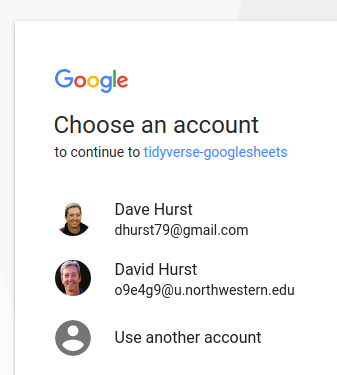 Google
Choose an account
to continue to tidyverse-googlesheets
Dave Hurst
dhurst79@gmail.com
David Hurst
o9e4g9@u.northwestern.edu
Use another account